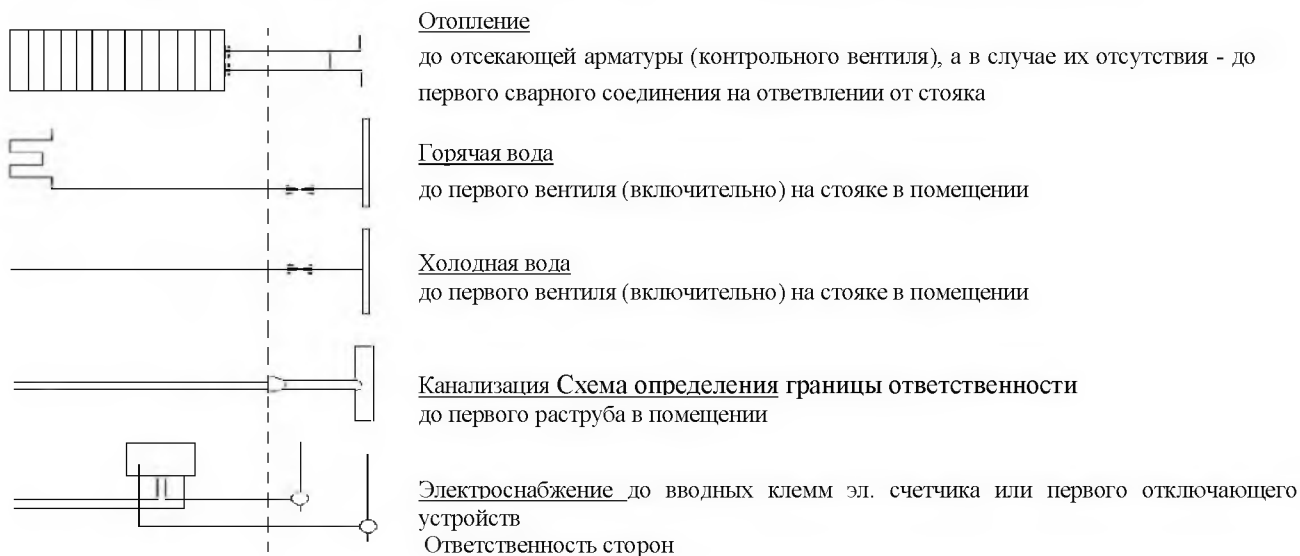 Отопление
до отсекающей арматуры (контрольного вентиля), а в случае их отсутствия - до
первого сварного соединения на ответвлении от стояка
Горячая вода
до первого вентиля (включительно) на стояке в помещении
Холодная вода
до первого вентиля (включительно) на стояке в помещении
Канализация Схема определения границы ответственности
до первого раструба в помещении
Электроснабжение до вводных клемм эл. счетчика или первого отключающего
устройств
Ответственность сторон